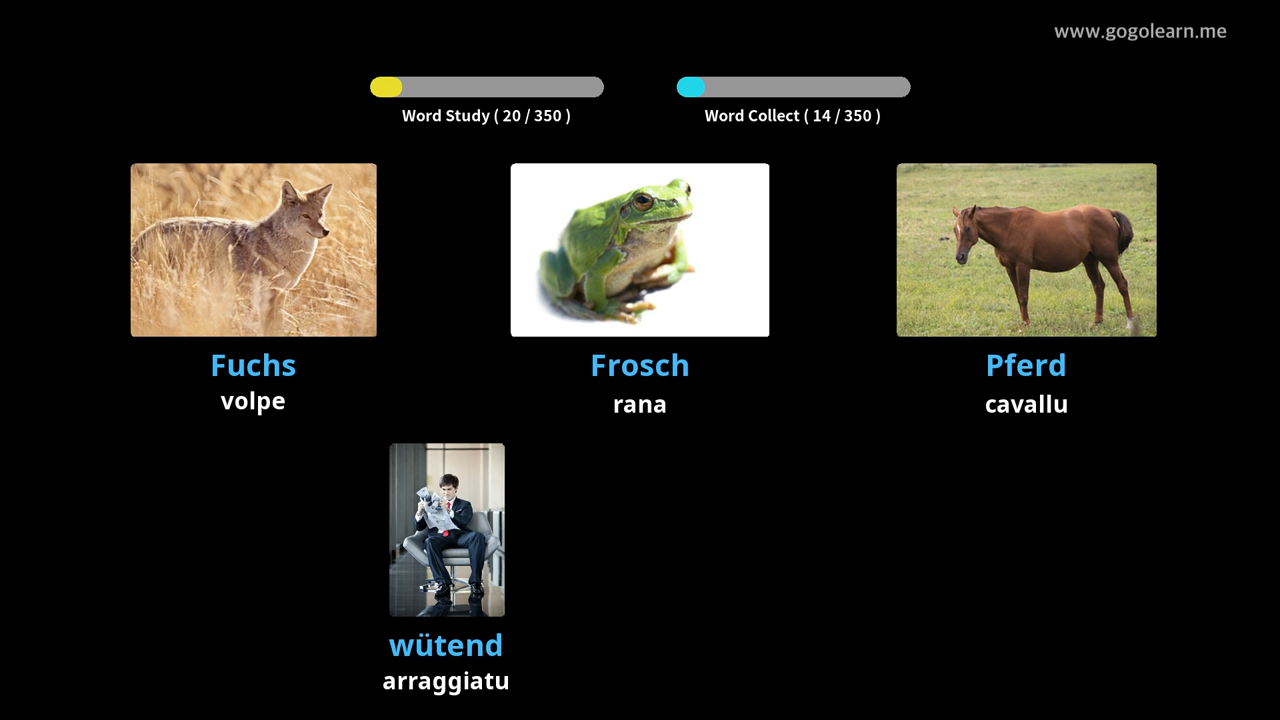 www.gogolearn.me
Word Study ( 20 / 350 )
Word Collect ( 14 / 350 )
Fuchs
volpe
Frosch
rana
Pferd
cavallu
wütend
arraggiatu